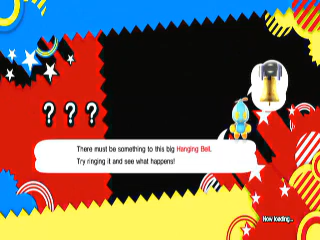 ? ? ?
There must be something to this big Hanging Bell.
Try ringing it and see what happens!
Now loading...